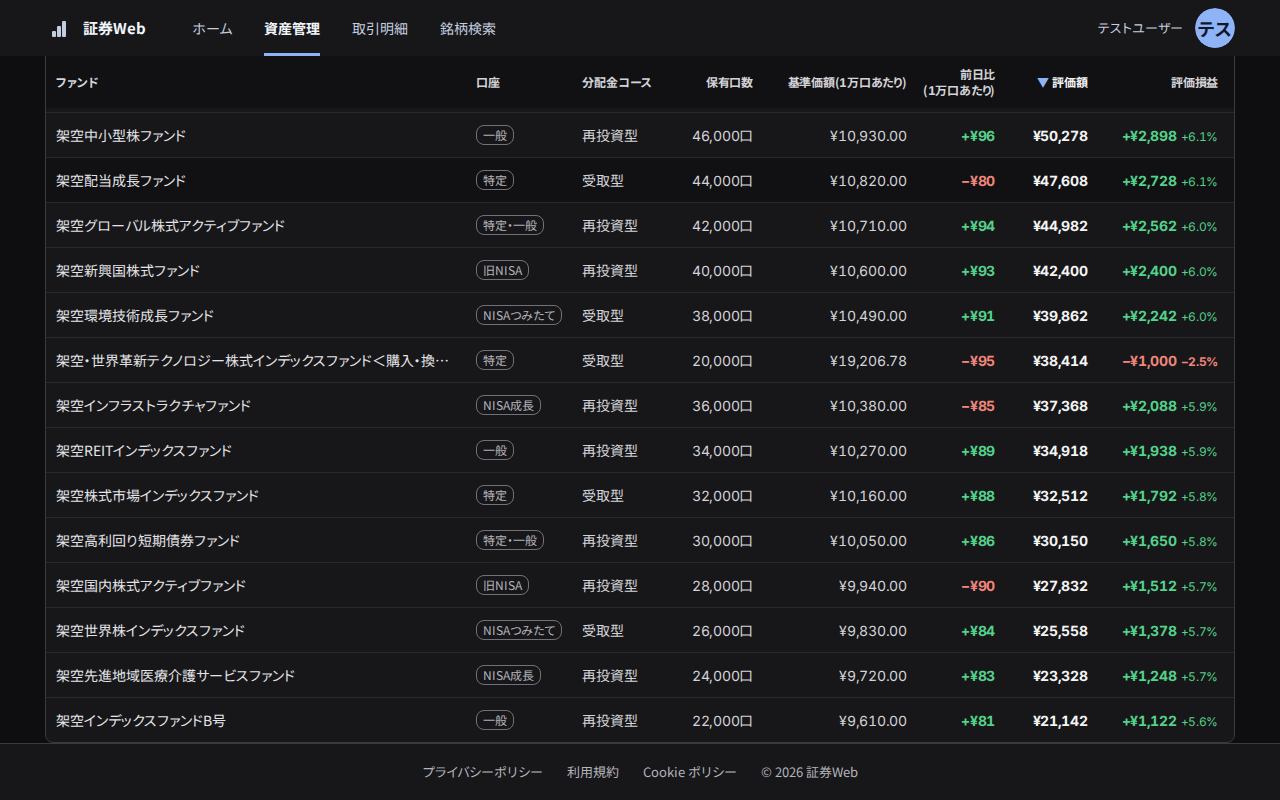 証券Web ホーム 資産管理 取引明細 銘柄検索 テストユーザー テス
ファンド 口座 分配金コース 保有口数 基準価額(1万口あたり) 前日比 (1万口あたり) ▼評価額 評価損益
架空中小型株ファンド 一般 再投資型 46,000口 ¥10,930.00 +¥96 ¥50,278 +¥2,898 +6.1%
架空配当成長ファンド 特定 受取型 44,000口 ¥10,820.00 −¥80 ¥47,608 +¥2,728 +6.1%
架空グローバル株式アクティブファンド 特定・一般 再投資型 42,000口 ¥10,710.00 +¥94 ¥44,982 +¥2,562 +6.0%
架空新興国株式ファンド 旧NISA 再投資型 40,000口 ¥10,600.00 +¥93 ¥42,400 +¥2,400 +6.0%
架空環境技術成長ファンド NISAつみたて 受取型 38,000口 ¥10,490.00 +¥91 ¥39,862 +¥2,242 +6.0%
架空・世界革新テクノロジー株式インデックスファンド＜購入・換… 特定 受取型 20,000口 ¥19,206.78 −¥95 ¥38,414 −¥1,000 −2.5%
架空インフラストラクチャファンド NISA成長 再投資型 36,000口 ¥10,380.00 −¥85 ¥37,368 +¥2,088 +5.9%
架空REITインデックスファンド 一般 再投資型 34,000口 ¥10,270.00 +¥89 ¥34,918 +¥1,938 +5.9%
架空株式市場インデックスファンド 特定 受取型 32,000口 ¥10,160.00 +¥88 ¥32,512 +¥1,792 +5.8%
架空高利回り短期債券ファンド 特定・一般 再投資型 30,000口 ¥10,050.00 +¥86 ¥30,150 +¥1,650 +5.8%
架空国内株式アクティブファンド 旧NISA 再投資型 28,000口 ¥9,940.00 −¥90 ¥27,832 +¥1,512 +5.7%
架空世界株インデックスファンド NISAつみたて 受取型 26,000口 ¥9,830.00 +¥84 ¥25,558 +¥1,378 +5.7%
架空先進地域医療介護サービスファンド NISA成長 再投資型 24,000口 ¥9,720.00 +¥83 ¥23,328 +¥1,248 +5.7%
架空インデックスファンドB号 一般 再投資型 22,000口 ¥9,610.00 +¥81 ¥21,142 +¥1,122 +5.6%
プライバシーポリシー 利用規約 Cookie ポリシー © 2026 証券Web